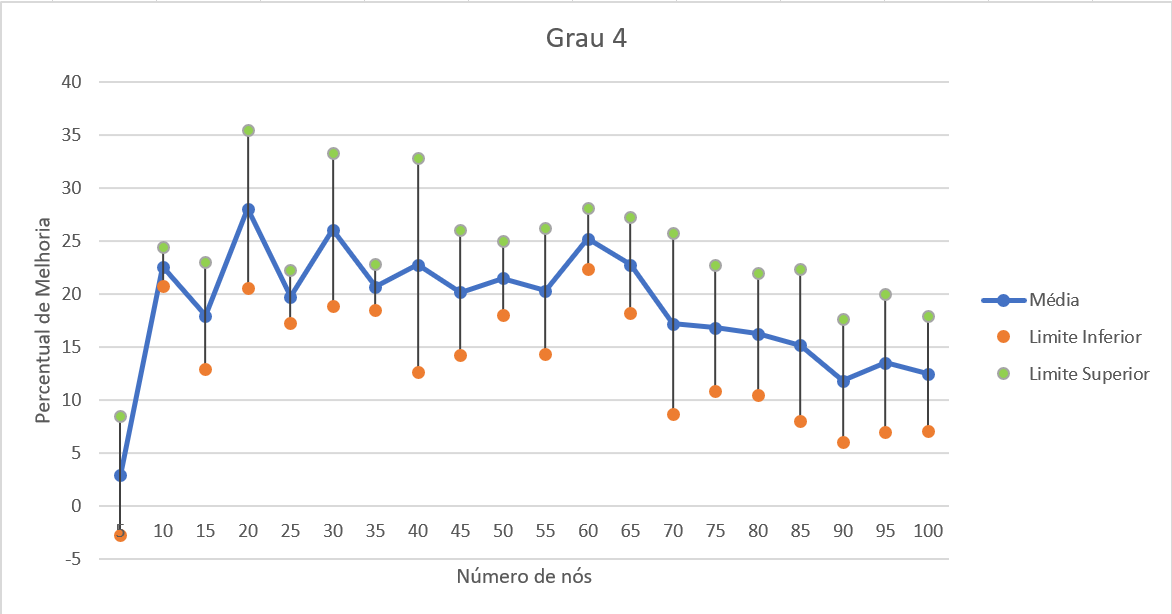 Grau 4
40
35
30
25
20
15
10
5
0
-5
Percentual de Melhoria
5 10 15 20 25 30 35 40 45 50 55 60 65 70 75 80 85 90 95 100
Número de nós
Média
Limite Inferior
Limite Superior